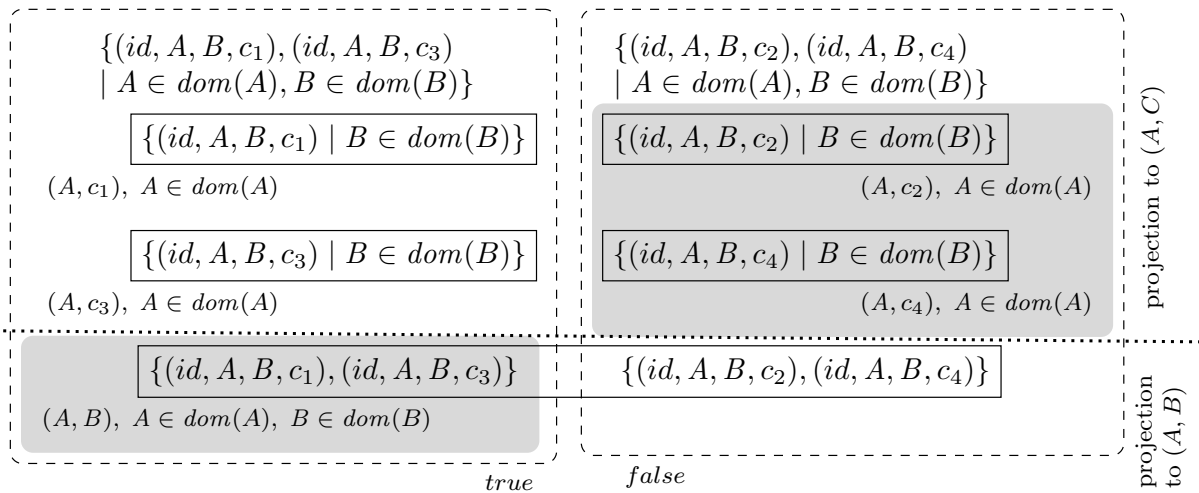 {(id, A, B, c₁), (id, A, B, c₃)
| A ∈ dom(A), B ∈ dom(B)}
{(id, A, B, c₁) | B ∈ dom(B)}
(A, c₁), A ∈ dom(A)
{(id, A, B, c₃) | B ∈ dom(B)}
(A, c₃), A ∈ dom(A)
{(id, A, B, c₂), (id, A, B, c₄)
| A ∈ dom(A), B ∈ dom(B)}
{(id, A, B, c₂) | B ∈ dom(B)}
(A, c₂), A ∈ dom(A)
{(id, A, B, c₄) | B ∈ dom(B)}
(A, c₄), A ∈ dom(A)
projection to (A, C)
{(id, A, B, c₁), (id, A, B, c₃)}
{(id, A, B, c₂), (id, A, B, c₄)}
(A, B), A ∈ dom(A), B ∈ dom(B)
projection
to (A, B)
true
false